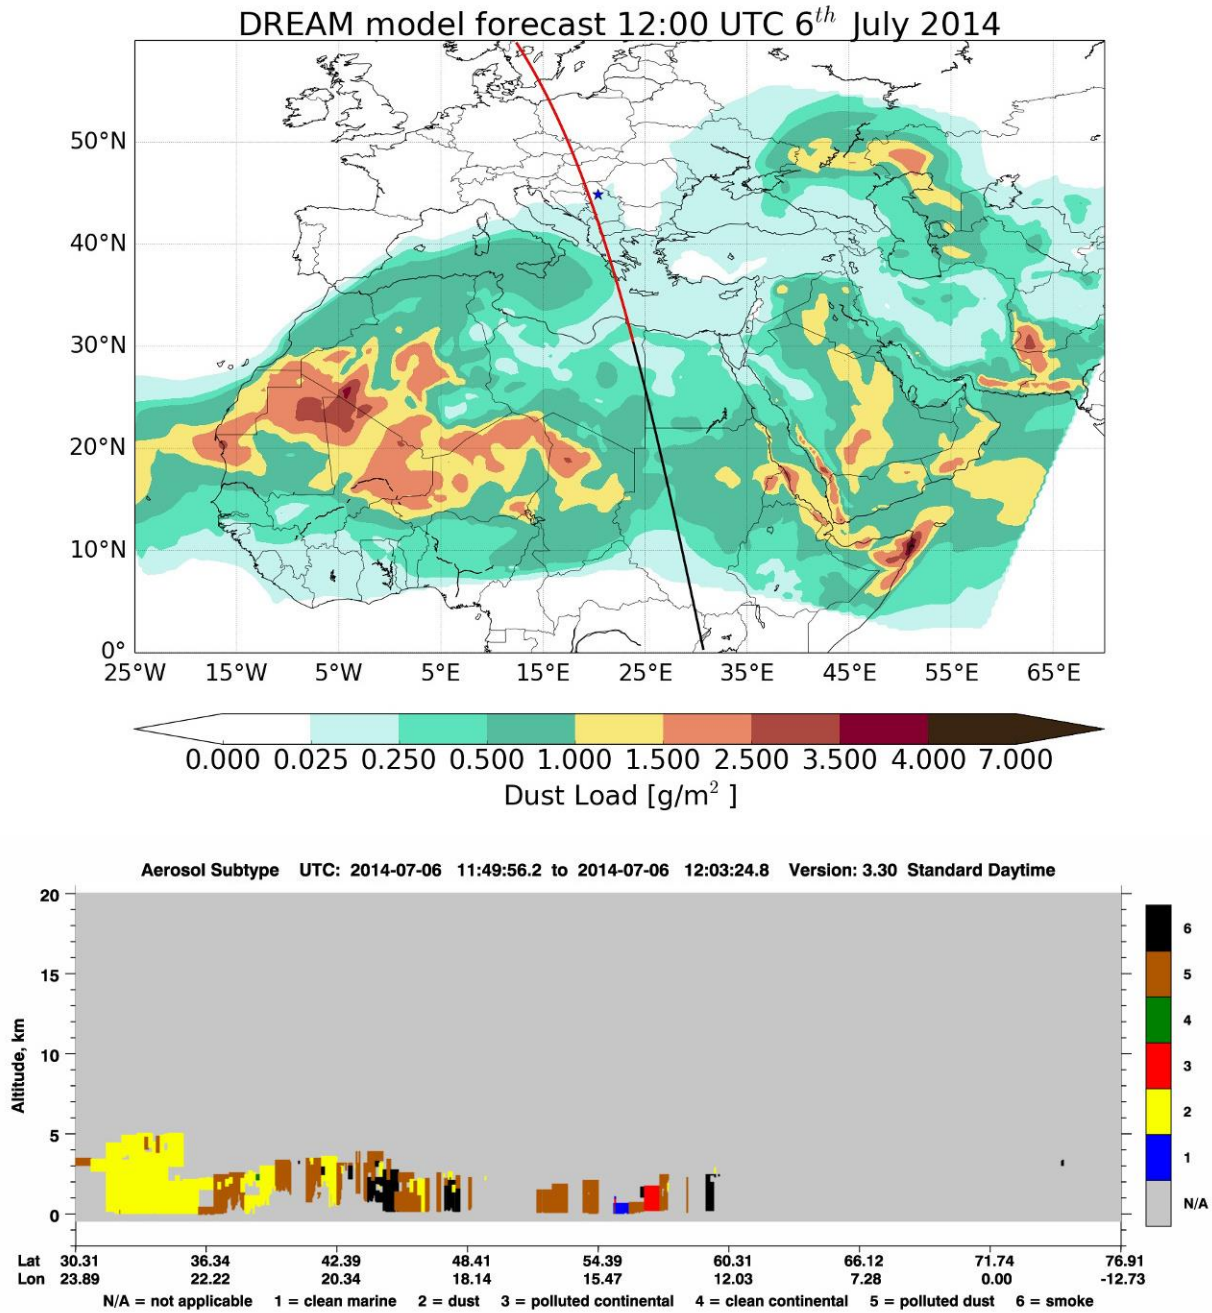 DREAM model forecast 12:00 UTC 6th July 2014
50°N
40°N
30°N
20°N
10°N
0°
25°W 15°W 5°W 5°E 15°E 25°E 35°E 45°E 55°E 65°E
0.000 0.025 0.250 0.500 1.000 1.500 2.500 3.500 4.000 7.000
Dust Load [g/m2 ]
Aerosol Subtype UTC: 2014-07-06 11:49:56.2 to 2014-07-06 12:03:24.8 Version: 3.30 Standard Daytime
20
15
10
5
0
Altitude, km
6
5
4
3
2
1
N/A
Lat 30.31 36.34 42.39 48.41 54.39 60.31 66.12 71.74 76.91
Lon 23.89 22.22 20.34 18.14 15.47 12.03 7.28 0.00 -12.73
N/A = not applicable 1 = clean marine 2 = dust 3 = polluted continental 4 = clean continental 5 = polluted dust 6 = smoke